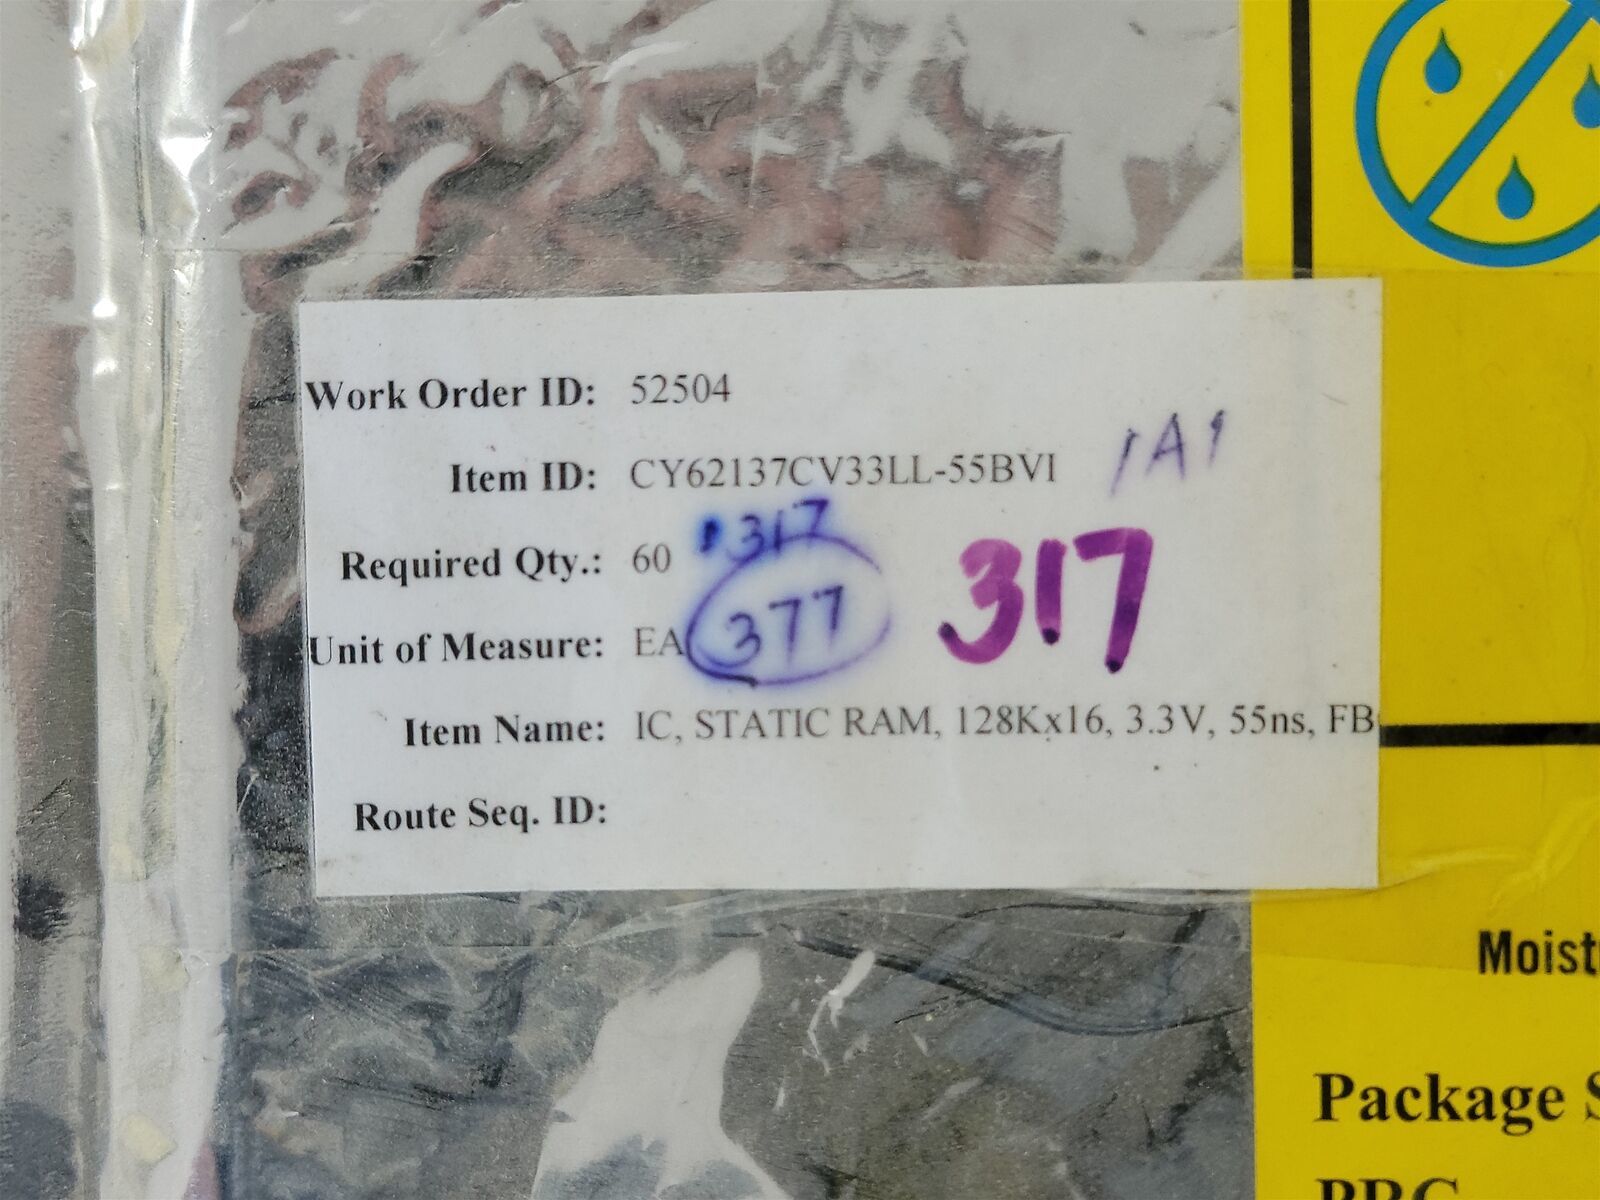 Work Order ID: 52504
Item ID: CY62137CV33LL-55BVI 1A1
Required Qty.: 60 317 317
Unit of Measure: EA 377
Item Name: IC, STATIC RAM, 128Kx16, 3.3V, 55ns, FB
Route Seq. ID:
Moist
Package S